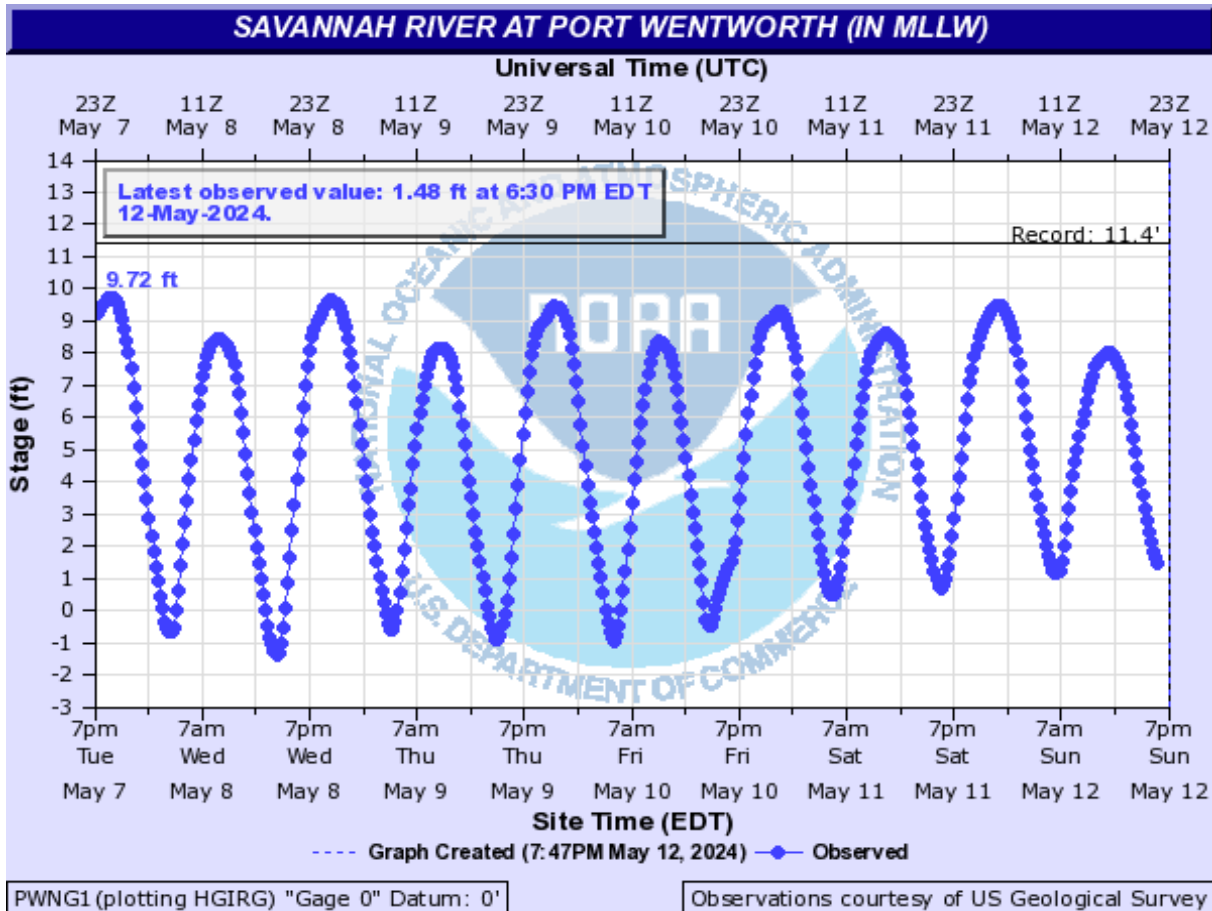 SAVANNAH RIVER AT PORT WENTWORTH (IN MLLW)
Universal Time (UTC)
23Z 11Z 23Z 11Z 23Z 11Z 23Z 11Z 23Z 11Z 23Z
May 7 May 8 May 8 May 9 May 9 May 10 May 10 May 11 May 11 May 12 May 12
14
13
12
11
10
9
8
7
6
5
4
3
2
1
0
-1
-2
-3
Stage (ft)
Latest observed value: 1.48 ft at 6:30 PM EDT
12-May-2024.
Record: 11.4'
9.72 ft
NATIONAL OCEANIC AND ATMOSPHERIC ADMINISTRATION
NOAA
U.S. DEPARTMENT OF COMMERCE
7pm 7am 7pm 7am 7pm 7am 7pm 7am 7pm 7am 7pm
Tue Wed Wed Thu Thu Fri Fri Sat Sat Sun Sun
May 7 May 8 May 8 May 9 May 9 May 10 May 10 May 11 May 11 May 12 May 12
Site Time (EDT)
---- Graph Created (7:47PM May 12, 2024) Observed
PWNG1 (plotting HGIRG) "Gage 0" Datum: 0' Observations courtesy of US Geological Survey